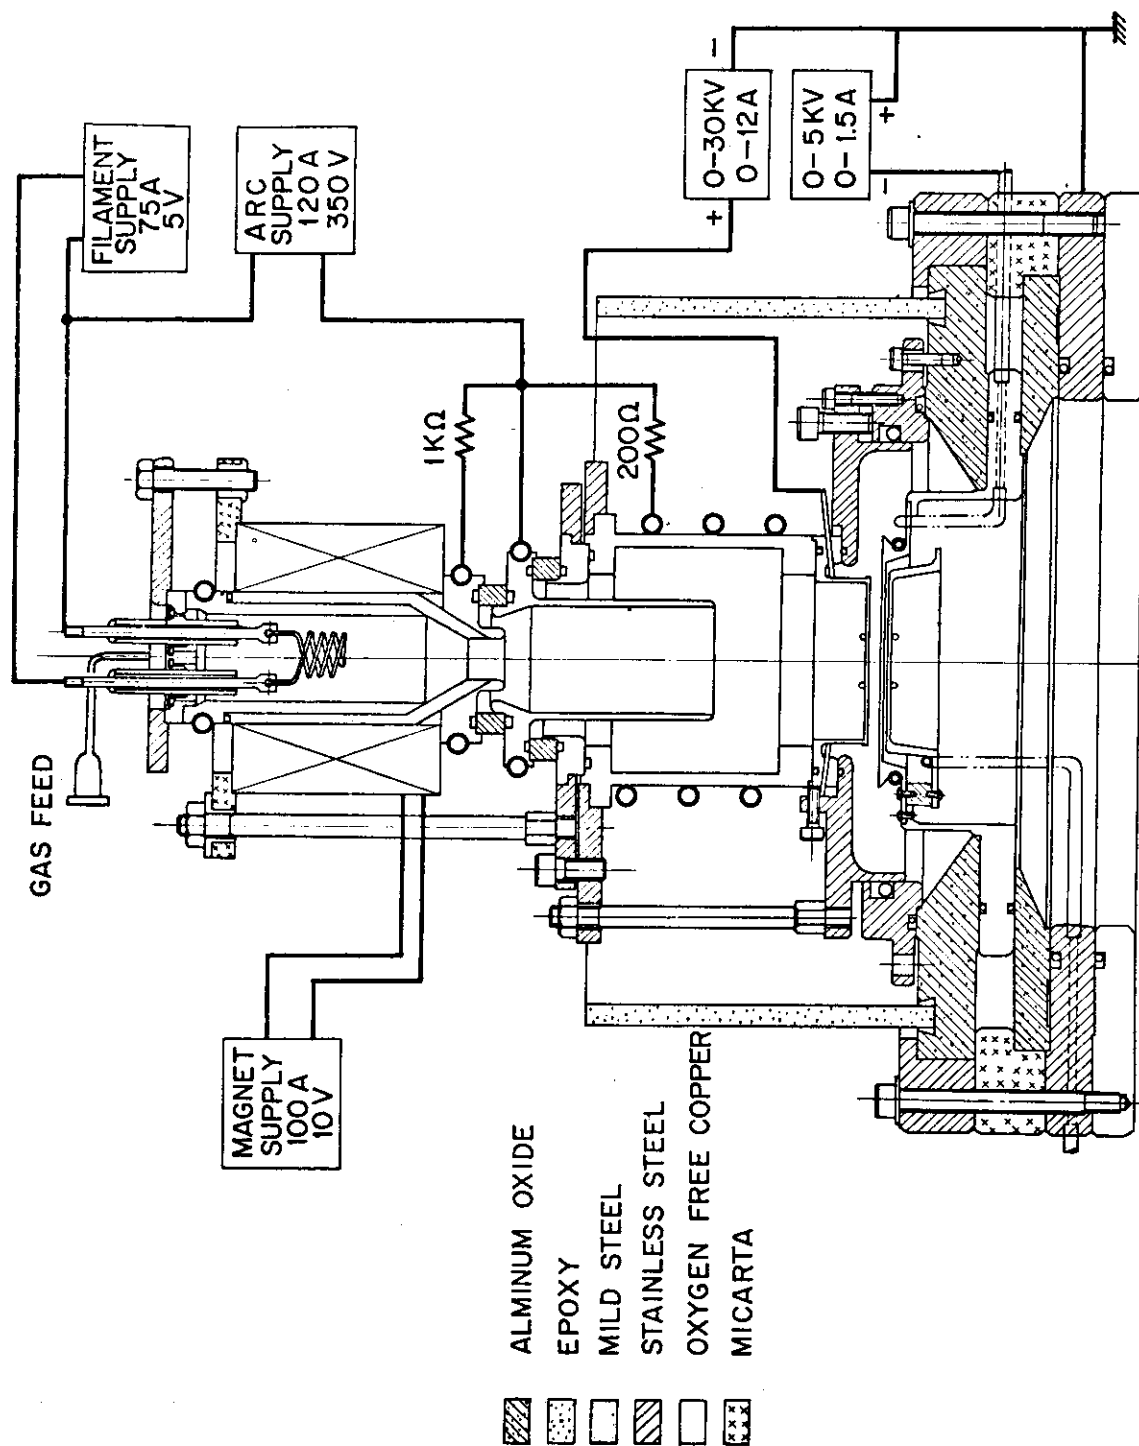 FILAMENT
SUPPLY
75A
5V
ARC
SUPPLY
120 A
350 V
GAS FEED
MAGNET
SUPPLY
100 A
10 V
1KΩ
200Ω
+
-
0-30KV
0-12A
-
+
0-5KV
0-1.5A
ALMINUM OXIDE
EPOXY
MILD STEEL
STAINLESS STEEL
OXYGEN FREE COPPER
MICARTA